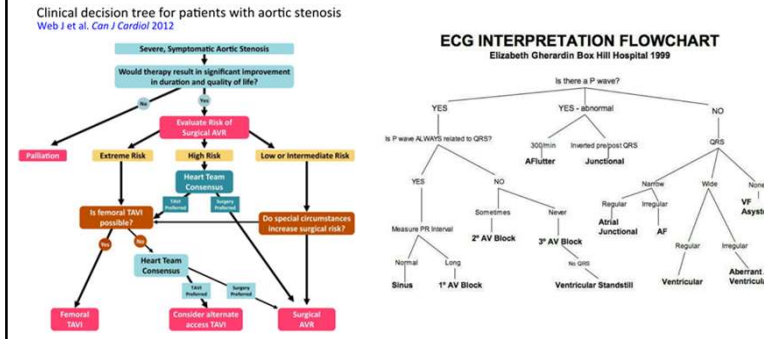 Clinical decision tree for patients with aortic stenosis
Web J et al. Can J Cardiol 2012
Severe, Symptomatic Aortic Stenosis
Would therapy result in significant improvement
in duration and quality of life?
No
Yes
Evaluate Risk of
Surgical AVR
Palliation
Extreme Risk
High Risk
Low or Intermediate Risk
Heart Team
Consensus
TAVI
Preferred
Surgery
Preferred
Is femoral TAVI
possible?
Do special circumstances
increase surgical risk?
Yes
No
Heart Team
Consensus
TAVI
Preferred
Surgery
Preferred
Femoral
TAVI
Consider alternate
access TAVI
Surgical
AVR
ECG INTERPRETATION FLOWCHART
Elizabeth Gherardin Box Hill Hospital 1999
Is there a P wave?
YES
YES - abnormal
NO
Is P wave ALWAYS related to QRS?
300/min
AFlutter
Inverted pre/post QRS
Junctional
QRS
YES
NO
Narrow
Wide
None
VF
Asyst
Sometimes
Never
Regular
Irregular
Atrial
Junctional
AF
Measure PR Interval
2º AV Block
3º AV Block
Regular
Irregular
Normal
Long
No QRS
Sinus
1º AV Block
Ventricular Standstill
Ventricular
Aberrant
Ventricula